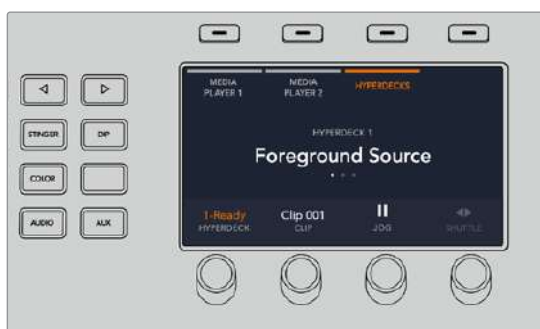 MEDIA
PLAYER 1
MEDIA
PLAYER 2
HYPERDECKS
STINGER
DIP
COLOR
AUDIO
AUX
HYPERDECK 1
Foreground Source
1-Ready
HYPERDECK
Clip 001
CLIP
JOG
SHUTTLE